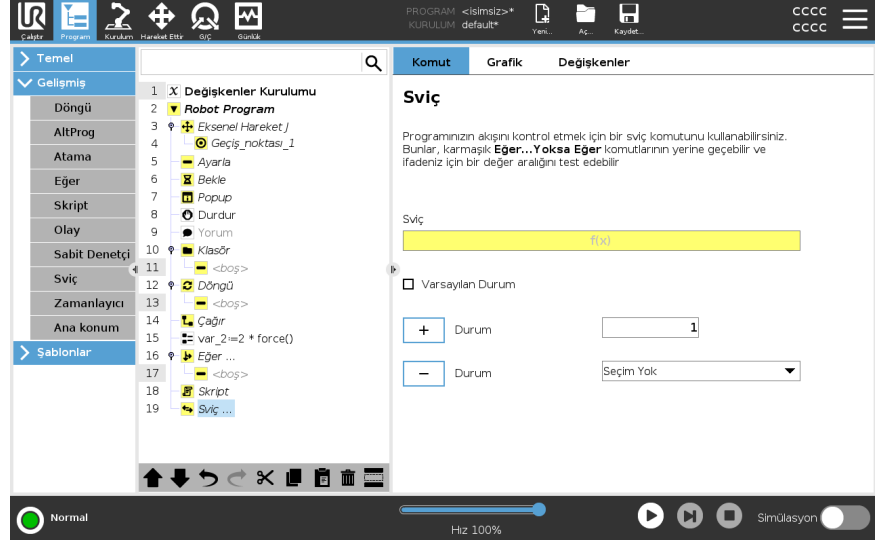 PROGRAM <isimsiz>*
KURULUM default*
Çalıştır Program Kurulum Hareket Ettir G/Ç Günlük Yeni... Aç... Kaydet...
CCCC
CCCC
Temel
Gelişmiş
Döngü
AltProg
Atama
Eğer
Skript
Olay
Sabit Denetçi
Sviç
Zamanlayıcı
Ana konum
Şablonlar
1 X Değişkenler Kurulumu
2 Robot Program
3 Eksenel Hareket J
4 Geçiş_noktası_1
5 Ayarla
6 Bekle
7 Popup
8 Durdur
9 Yorum
10 Klasör
11 <boş>
12 Döngü
13 <boş>
14 Çağır
15 var_2≔2 * force()
16 Eğer ...
17 <boş>
18 Skript
19 Sviç ...
Komut Grafik Değişkenler
Sviç
Programınızın akışını kontrol etmek için bir sviç komutunu kullanabilirsiniz.
Bunlar, karmaşık Eğer...Yoksa Eğer komutlarının yerine geçebilir ve
ifadeniz için bir değer aralığını test edebilir
Sviç
f(x)
Varsayılan Durum
+ Durum 1
− Durum Seçim Yok
Normal
Hız 100%
Simülasyon